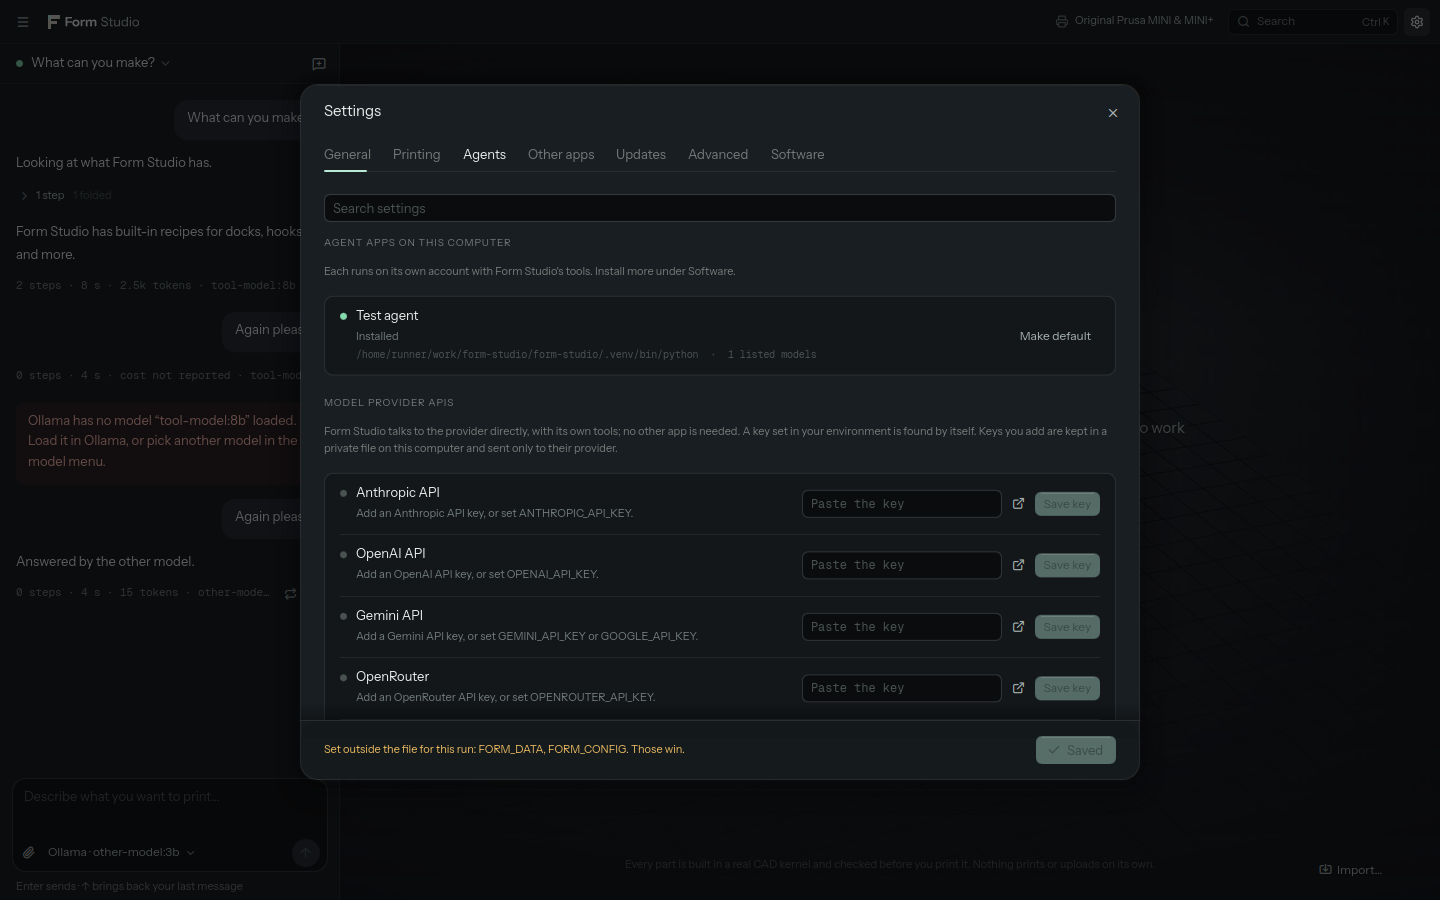 Form Studio
Original Prusa MINI & MINI+
Search
Ctrl K
What can you make?
What can you make
Looking at what Form Studio has.
1 step 1 folded
Form Studio has built-in recipes for docks, hooks
and more.
2 steps · 8 s · 2.5k tokens · tool-model:8b
Again pleas
0 steps · 4 s · cost not reported · tool-mod
Ollama has no model “tool-model:8b” loaded.
Load it in Ollama, or pick another model in the
model menu.
Again pleas
Answered by the other model.
0 steps · 4 s · 15 tokens · other-mode…
Describe what you want to print…
Ollama · other-model:3b
Enter sends · ↑ brings back your last message
Settings
General
Printing
Agents
Other apps
Updates
Advanced
Software
Search settings
AGENT APPS ON THIS COMPUTER
Each runs on its own account with Form Studio's tools. Install more under Software.
Test agent
Installed
/home/runner/work/form-studio/form-studio/.venv/bin/python · 1 listed models
Make default
MODEL PROVIDER APIS
Form Studio talks to the provider directly, with its own tools; no other app is needed. A key set in your environment is found by itself. Keys you add are kept in a
private file on this computer and sent only to their provider.
Anthropic API
Add an Anthropic API key, or set ANTHROPIC_API_KEY.
Paste the key
Save key
OpenAI API
Add an OpenAI API key, or set OPENAI_API_KEY.
Paste the key
Save key
Gemini API
Add a Gemini API key, or set GEMINI_API_KEY or GOOGLE_API_KEY.
Paste the key
Save key
OpenRouter
Add an OpenRouter API key, or set OPENROUTER_API_KEY.
Paste the key
Save key
Set outside the file for this run: FORM_DATA, FORM_CONFIG. Those win.
Saved
o work
Every part is built in a real CAD kernel and checked before you print it. Nothing prints or uploads on its own.
Import…